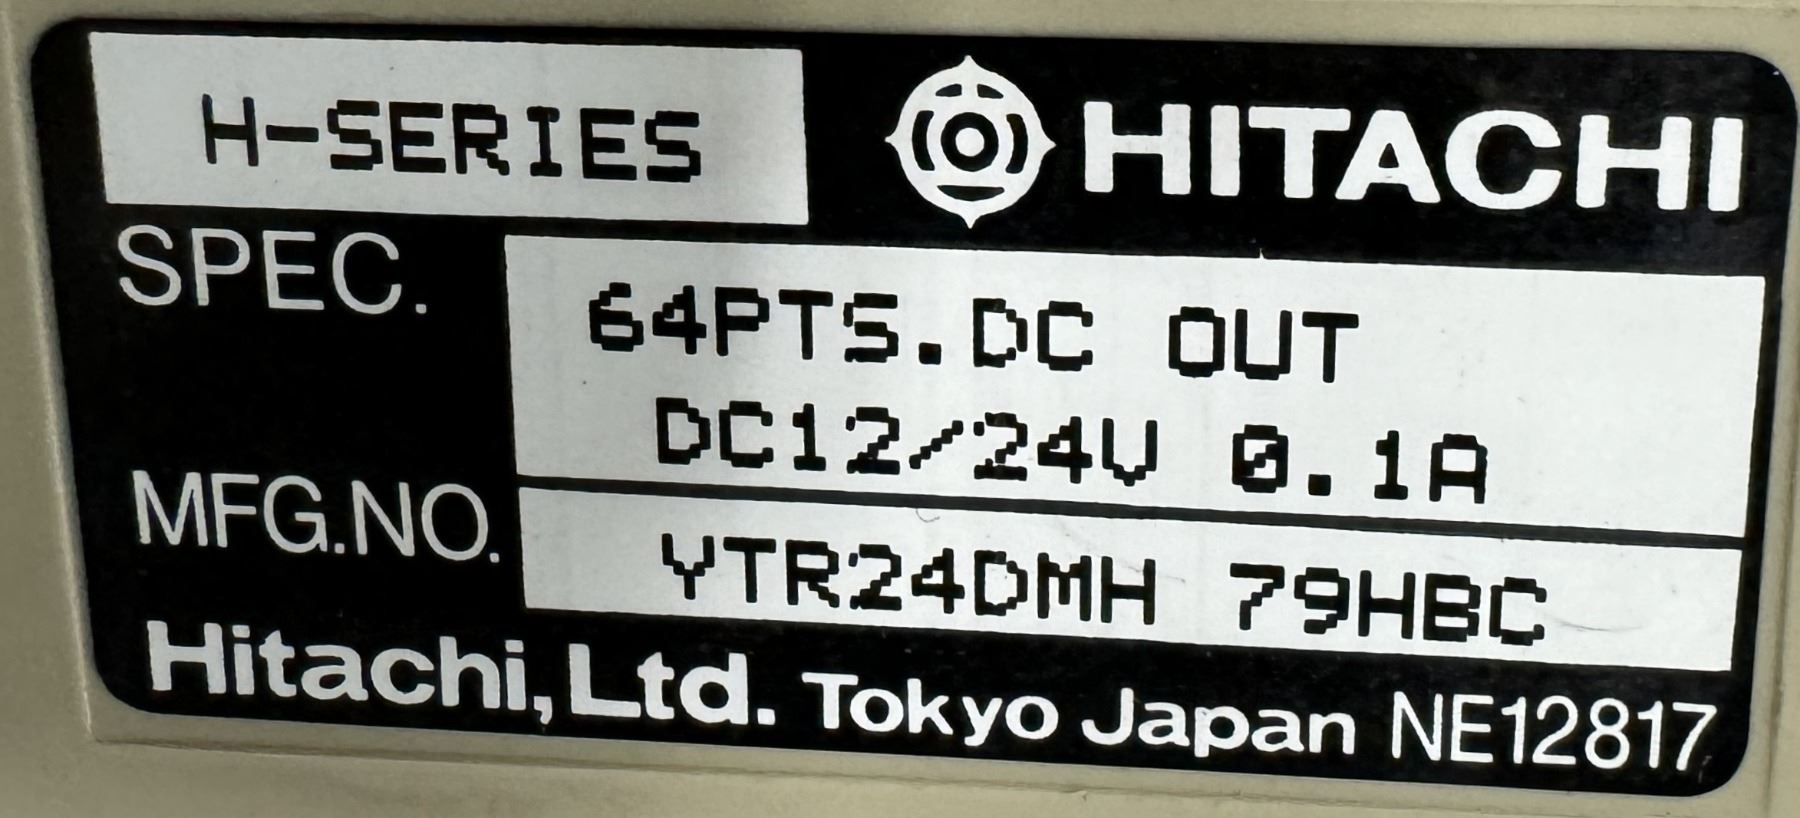 H-SERIES HITACHI
SPEC. 64PTS.DC OUT
DC12/24V 0.1A
MFG.NO. YTR24DMH 79HBC
Hitachi,Ltd. Tokyo Japan NE12817